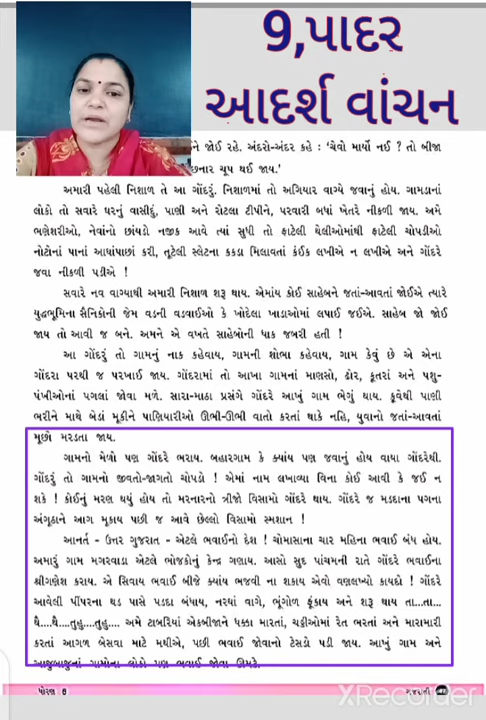 9,પાદર
આદર્શ વાંચન
ને જોઈ રહે. અંદરો-અંદર કહે : ‘ચેવો માર્યો નઈ ? તો બીજા
છનાર ચૂપ થઈ જાય.’
અમારી પહેલી નિશાળ તે આ ગોંદરું. નિશાળમાં તો અગિયાર વાગ્યે જવાનું હોય. ગામડાનાં
લોકો તો સવારે ઘરનું વાસીદું, પાણી અને રોટલા ટીપીને, પરવારી બધાં ખેતરે નીકળી જાય. અમે
ભણેશરીઓ, નેવાંનો છાંયડો નજીક આવે ત્યાં સુધી તો ફાટેલી થેલીઓમાંથી ફાટેલી ચોપડીઓ
નોટોનાં પાનાં આઘાંપાછાં કરી, તૂટેલી સ્લેટના કકડા મિલાવતાં કંઈક લખીએ ન લખીએ અને ગોંદરે
જવા નીકળી પડીએ !
સવારે નવ વાગ્યાથી અમારી નિશાળ શરૂ થાય. એમાંય કોઈ સાહેબને જતાં-આવતાં જોઈએ ત્યારે
યુદ્ધભૂમિના સૈનિકોની જેમ વડની વડવાઈઓ કે ખોદેલા ખાડાઓમાં લપાઈ જઈએ. સાહેબ જો જોઈ
જાય તો આવી જ બને. અમને એ વખતે સાહેબોની ધાક જબરી હતી !
આ ગોંદરું તો ગામનું નાક કહેવાય, ગામની શોભા કહેવાય, ગામ કેવું છે એ એના
ગોંદરા પરથી જ પરખાઈ જાય. ગોંદરામાં તો આખા ગામનાં માણસો, ઢોર, કૂતરાં અને પશુ-
પંખીઓનાં પગલાં જોવા મળે. સારા-માઠા પ્રસંગે ગોંદરે આખું ગામ ભેગું થાય. કૂવેથી પાણી
ભરીને માથે બેડાં મૂકીને પાણિયારીઓ ઊભી-ઊભી વાતો કરતાં થાકે નહિ, યુવાનો જતાં-આવતાં
મૂછો મરડતા જાય.
ગામનો મેળો પણ ગોંદરે ભરાય. બહારગામ કે ક્યાંય પણ જવાનું હોય વાયા ગોંદરેથી.
ગોંદરું તો ગામનો જીવતો-જાગતો ચોપડો ! એમાં નામ લખાવ્યા વિના કોઈ આવી કે જઈ ન
શકે ! કોઈનું મરણ થયું હોય તો મરનારનો ત્રીજો વિસામો ગોંદરે થાય. ગોંદરે જ મડદાના પગના
અંગૂઠાને આગ મૂકાય પછી જ આવે છેલ્લો વિસામો સ્મશાન !
આનર્ત - ઉત્તર ગુજરાત - એટલે ભવાઈનો દેશ ! ચોમાસાના ચાર મહિના ભવાઈ બંધ હોય.
અમારું ગામ મગરવાડા એટલે ભોજકોનું કેન્દ્ર ગણાય. આસો સુદ પાંચમની રાતે ગોંદરે ભવાઈના
શ્રીગણેશ કરાય. એ સિવાય ભવાઈ બીજે ક્યાંય ભજવી ના શકાય એવો વણલખ્યો કાયદો ! ગોંદરે
આવેલી પીંપરના થડ પાસે પડદા બંધાય, નરઘાં વાગે, ભૂંગોળ ફૂંકાય અને શરૂ થાય તા...તા...
થૈ....થૈ....તુહુ....તુહુ.... અમે ટાબરિયાં એકબીજાને ધક્કા મારતાં, ચડ્ડીઓમાં રેત ભરતાં અને મારામારી
કરતાં આગળ બેસવા માટે મથીએ, પછી ભવાઈ જોવાનો ટેસડો પડી જાય. આખું ગામ અને
આજુબાજુનાં ગામોના લોકો પણ ભવાઈ જોવા ઊમટે.
ધોરણ 6
ગુજરાતી
XRecorder